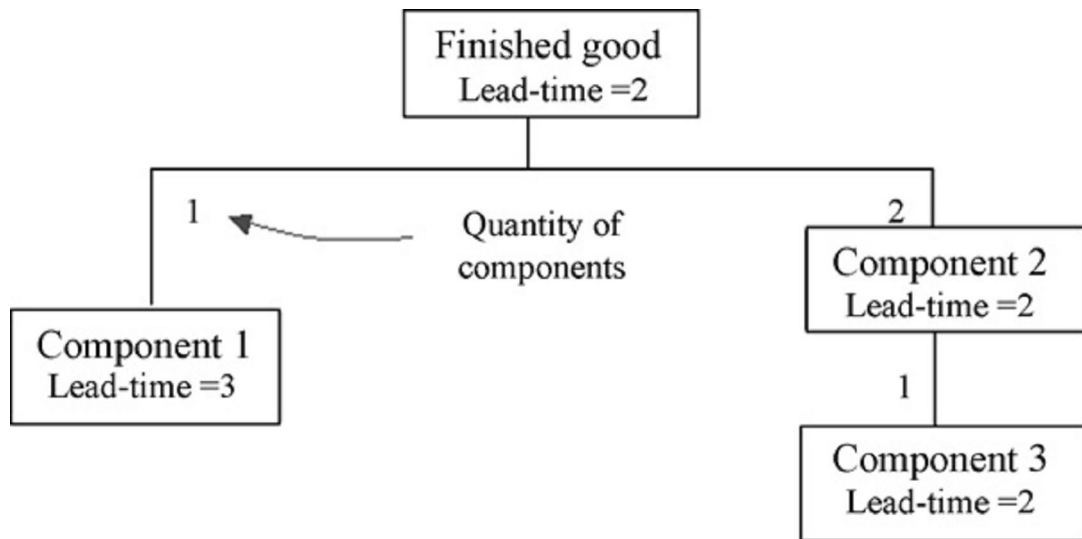 Finished good
Lead-time =2
1
Quantity of
components
2
Component 2
Lead-time =2
Component 1
Lead-time =3
1
Component 3
Lead-time =2